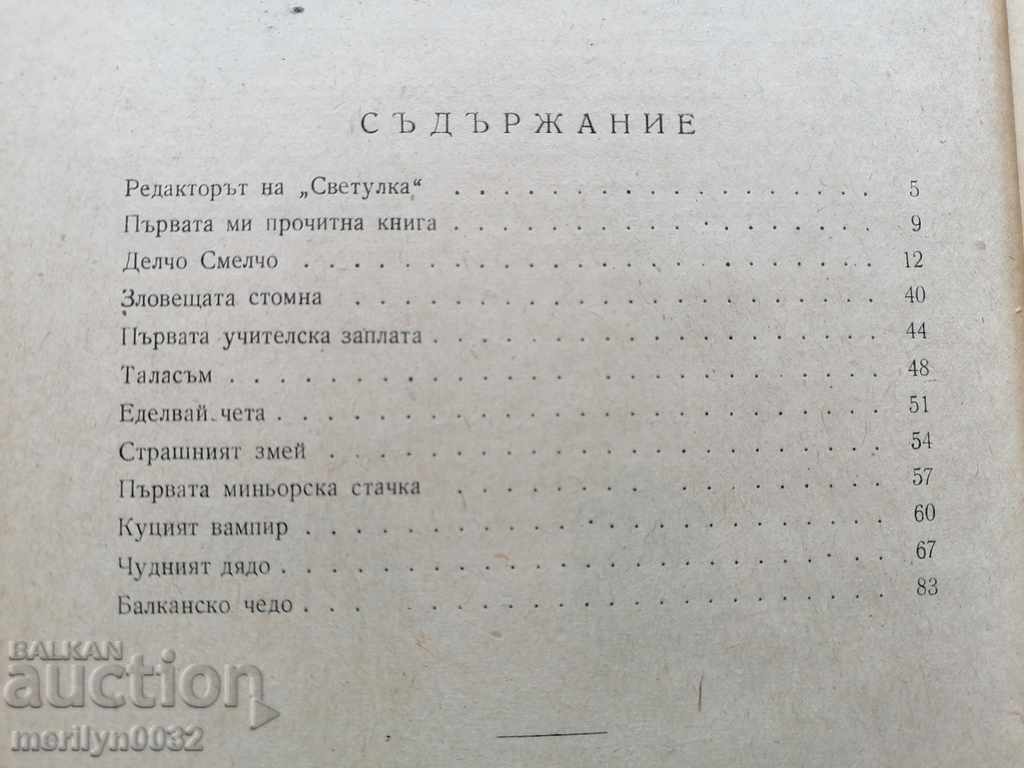 СЪДЪРЖАНИЕ
Редакторът на „Светулка“ . . . . . . . . . . . . . . . . . . . . 5
Първата ми прочитна книга . . . . . . . . . . . . . . . . . . . . 9
Делчо Смелчо . . . . . . . . . . . . . . . . . . . . 12
Зловещата стомна . . . . . . . . . . . . . . . . . . . . 40
Първата учителска заплата . . . . . . . . . . . . . . . . . . . . 44
Таласъм . . . . . . . . . . . . . . . . . . . . 48
Еделвай чета . . . . . . . . . . . . . . . . . . . . 51
Страшният змей . . . . . . . . . . . . . . . . . . . . 54
Първата миньорска стачка . . . . . . . . . . . . . . . . . . . . 57
Куцият вампир . . . . . . . . . . . . . . . . . . . . 60
Чудният дядо . . . . . . . . . . . . . . . . . . . . 67
Балканско чедо . . . . . . . . . . . . . . . . . . . . 83
BALKAN
auction
merilyn0032